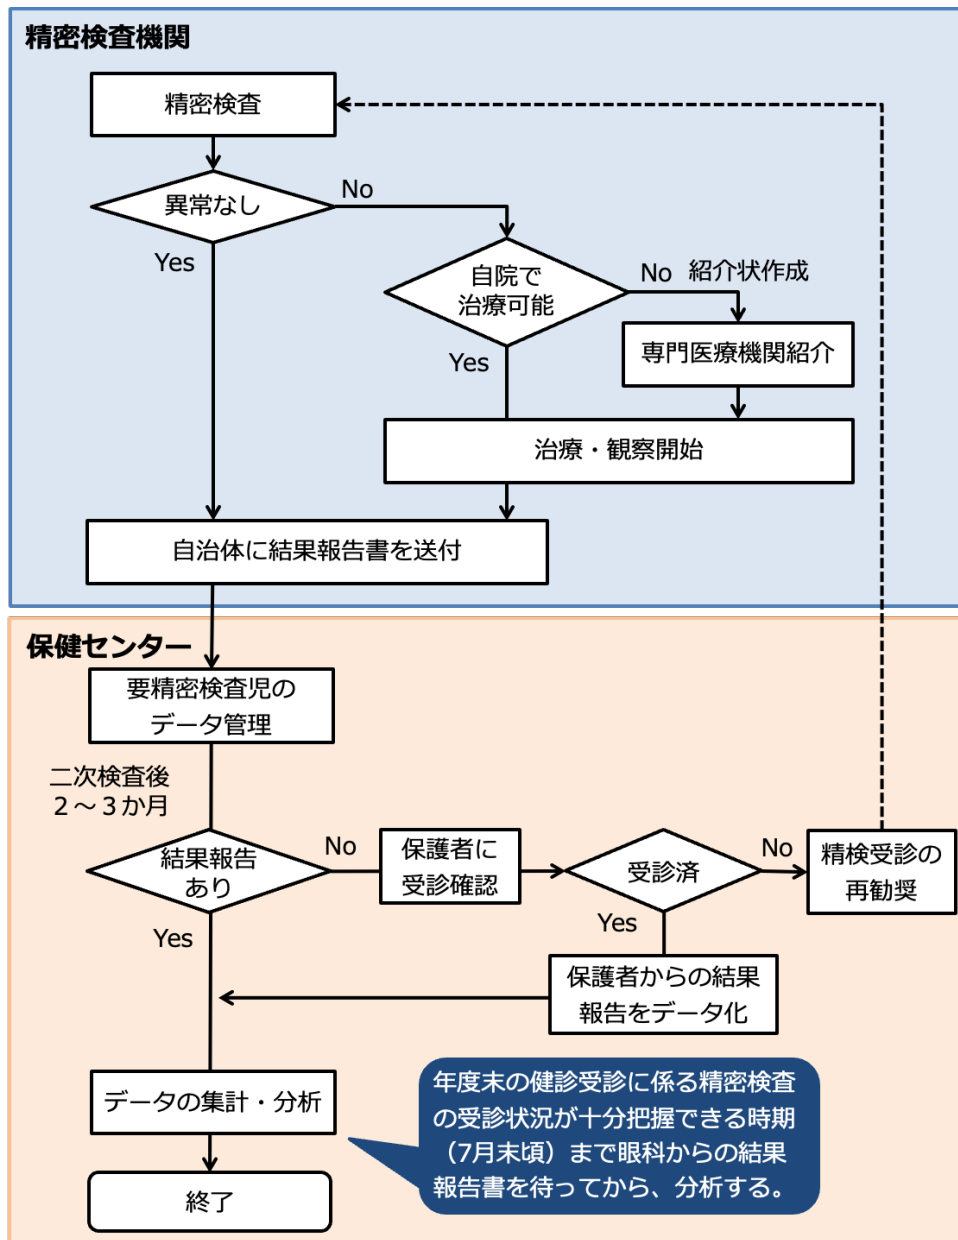 精密検査機関
精密検査
異常なし
No
Yes
自院で
治療可能
No
紹介状作成
専門医療機関紹介
Yes
治療・観察開始
自治体に結果報告書を送付
保健センター
要精密検査児の
データ管理
二次検査後
2～3か月
結果報告
あり
No
保護者に
受診確認
受診済
No
精検受診の
再勧奨
Yes
Yes
保護者からの結果
報告をデータ化
データの集計・分析
年度末の健診受診に係る精密検査
の受診状況が十分把握できる時期
（7月末頃）まで眼科からの結果
報告書を待ってから、分析する。
終了